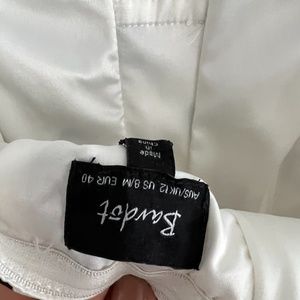 Bardot
AUS/UK 12 US 8/M EUR 40
Made
in
China